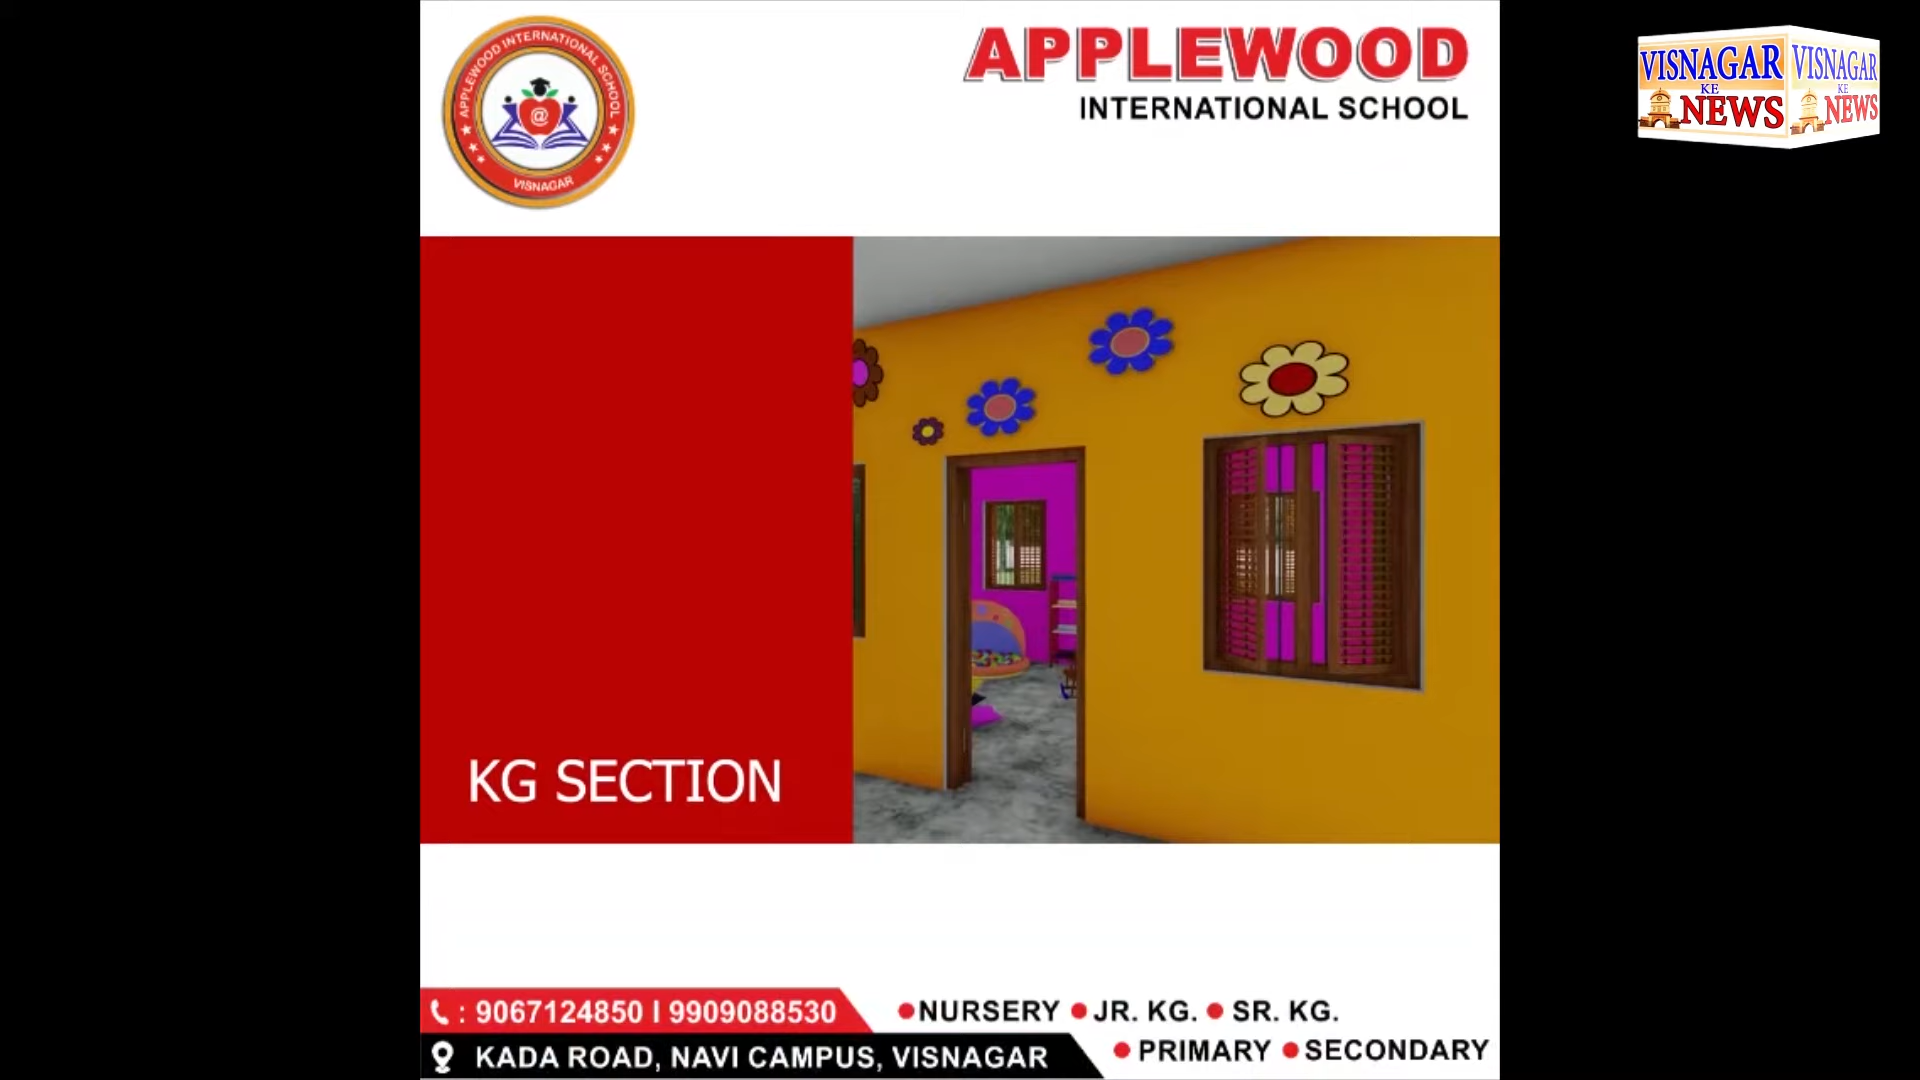 APPLEWOOD INTERNATIONAL SCHOOL
@
VISNAGAR
APPLEWOOD
INTERNATIONAL SCHOOL
VISNAGAR
KE
NEWS
VISNAGAR
KE
NEWS
KG SECTION
: 9067124850 I 9909088530
KADA ROAD, NAVI CAMPUS, VISNAGAR
NURSERY JR. KG. SR. KG.
PRIMARY SECONDARY